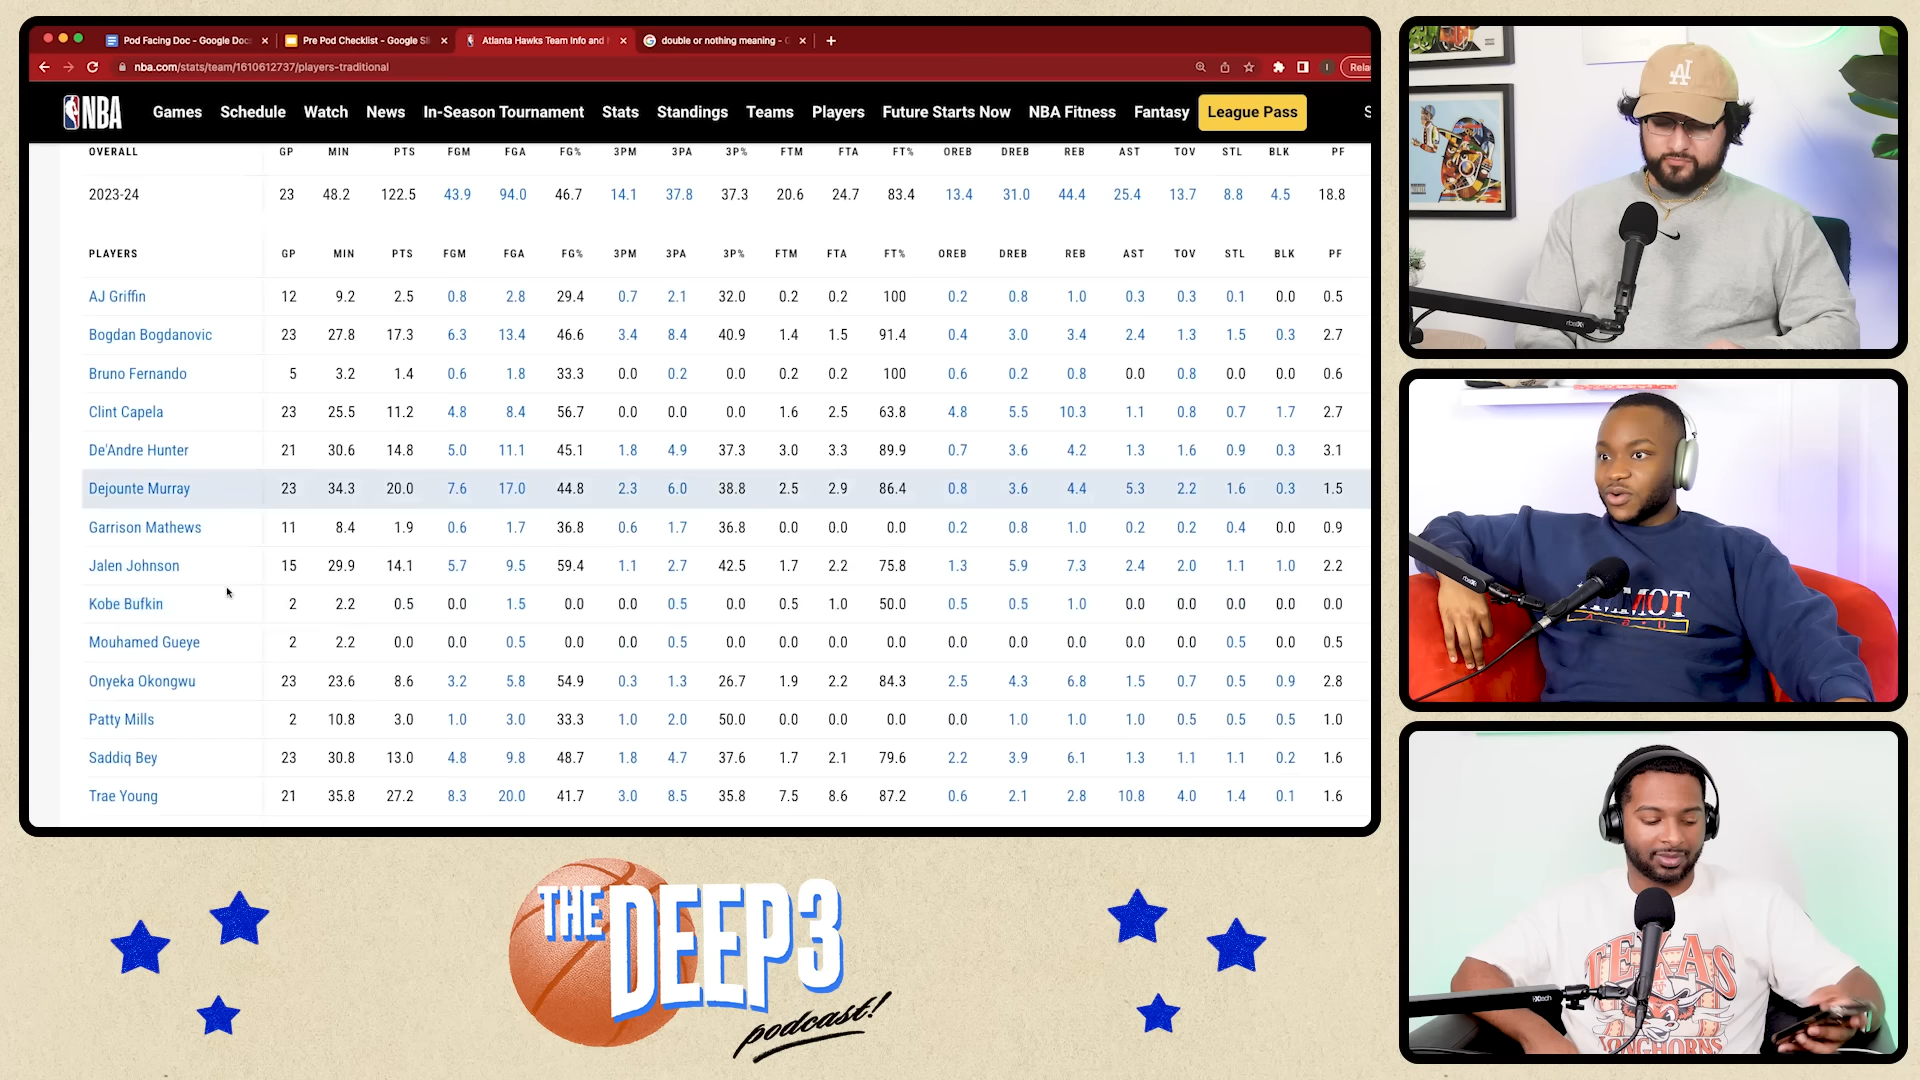 Pod Facing Doc - Google Doc
Pre Pod Checklist - Google Sl
Atlanta Hawks Team Info and
double or nothing meaning - G
nba.com/stats/team/1610612737/players-traditional
Rela
NBA Games Schedule Watch News In-Season Tournament Stats Standings Teams Players Future Starts Now NBA Fitness Fantasy League Pass S
OVERALL GP MIN PTS FGM FGA FG% 3PM 3PA 3P% FTM FTA FT% OREB DREB REB AST TOV STL BLK PF
2023-24 23 48.2 122.5 43.9 94.0 46.7 14.1 37.8 37.3 20.6 24.7 83.4 13.4 31.0 44.4 25.4 13.7 8.8 4.5 18.8
PLAYERS GP MIN PTS FGM FGA FG% 3PM 3PA 3P% FTM FTA FT% OREB DREB REB AST TOV STL BLK PF
AJ Griffin 12 9.2 2.5 0.8 2.8 29.4 0.7 2.1 32.0 0.2 0.2 100 0.2 0.8 1.0 0.3 0.3 0.1 0.0 0.5
Bogdan Bogdanovic 23 27.8 17.3 6.3 13.4 46.6 3.4 8.4 40.9 1.4 1.5 91.4 0.4 3.0 3.4 2.4 1.3 1.5 0.3 2.7
Bruno Fernando 5 3.2 1.4 0.6 1.8 33.3 0.0 0.2 0.0 0.2 0.2 100 0.6 0.2 0.8 0.0 0.8 0.0 0.0 0.6
Clint Capela 23 25.5 11.2 4.8 8.4 56.7 0.0 0.0 0.0 1.6 2.5 63.8 4.8 5.5 10.3 1.1 0.8 0.7 1.7 2.7
De'Andre Hunter 21 30.6 14.8 5.0 11.1 45.1 1.8 4.9 37.3 3.0 3.3 89.9 0.7 3.6 4.2 1.3 1.6 0.9 0.3 3.1
Dejounte Murray 23 34.3 20.0 7.6 17.0 44.8 2.3 6.0 38.8 2.5 2.9 86.4 0.8 3.6 4.4 5.3 2.2 1.6 0.3 1.5
Garrison Mathews 11 8.4 1.9 0.6 1.7 36.8 0.6 1.7 36.8 0.0 0.0 0.0 0.2 0.8 1.0 0.2 0.2 0.4 0.0 0.9
Jalen Johnson 15 29.9 14.1 5.7 9.5 59.4 1.1 2.7 42.5 1.7 2.2 75.8 1.3 5.9 7.3 2.4 2.0 1.1 1.0 2.2
Kobe Bufkin 2 2.2 0.5 0.0 1.5 0.0 0.0 0.5 0.0 0.5 1.0 50.0 0.5 0.5 1.0 0.0 0.0 0.0 0.0 0.0
Mouhamed Gueye 2 2.2 0.0 0.0 0.5 0.0 0.0 0.5 0.0 0.0 0.0 0.0 0.0 0.0 0.0 0.0 0.0 0.5 0.0 0.5
Onyeka Okongwu 23 23.6 8.6 3.2 5.8 54.9 0.3 1.3 26.7 1.9 2.2 84.3 2.5 4.3 6.8 1.5 0.7 0.5 0.9 2.8
Patty Mills 2 10.8 3.0 1.0 3.0 33.3 1.0 2.0 50.0 0.0 0.0 0.0 0.0 1.0 1.0 1.0 0.5 0.5 0.5 1.0
Saddiq Bey 23 30.8 13.0 4.8 9.8 48.7 1.8 4.7 37.6 1.7 2.1 79.6 2.2 3.9 6.1 1.3 1.1 1.1 0.2 1.6
Trae Young 21 35.8 27.2 8.3 20.0 41.7 3.0 8.5 35.8 7.5 8.6 87.2 0.6 2.1 2.8 10.8 4.0 1.4 0.1 1.6
THE DEEP3
podcast!
TEXAS
LONGHORNS